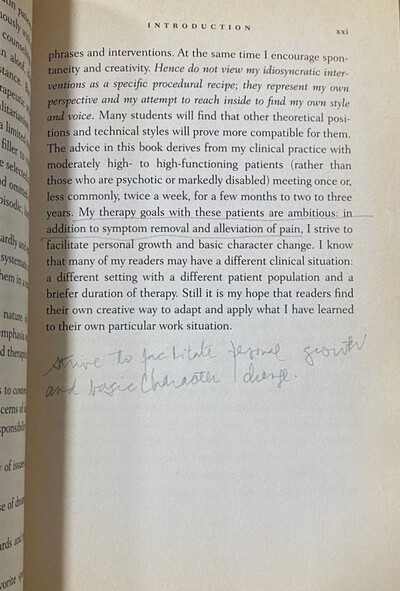 INTRODUCTION xxi
phrases and interventions. At the same time I encourage spon-
taneity and creativity. Hence do not view my idiosyncratic inter-
ventions as a specific procedural recipe; they represent my own
perspective and my attempt to reach inside to find my own style
and voice. Many students will find that other theoretical posi-
tions and technical styles will prove more compatible for them.
The advice in this book derives from my clinical practice with
moderately high- to high-functioning patients (rather than
those who are psychotic or markedly disabled) meeting once or,
less commonly, twice a week, for a few months to two to three
years. My therapy goals with these patients are ambitious: in
addition to symptom removal and alleviation of pain, I strive to
facilitate personal growth and basic character change. I know
that many of my readers may have a different clinical situation:
a different setting with a different patient population and a
briefer duration of therapy. Still it is my hope that readers find
their own creative way to adapt and apply what I have learned
to their own particular work situation.
strive to facilitate personal growth
and basic character change.